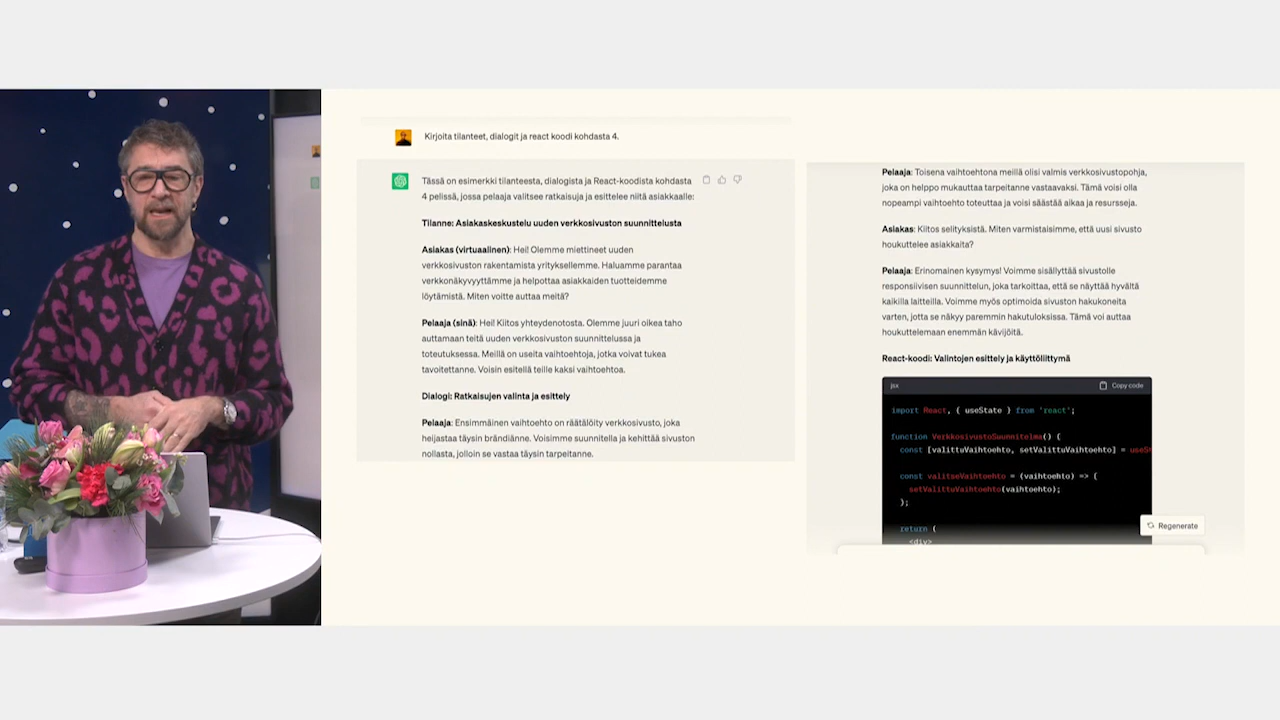 Kirjoita tilanteet, dialogit ja react koodi kohdasta 4.
Tässä on esimerkki tilanteesta, dialogista ja React-koodista kohdasta
4 pelissä, jossa pelaaja valitsee ratkaisuja ja esittelee niitä asiakkaalle:
Tilanne: Asiakaskeskustelu uuden verkkosivuston suunnittelusta
Asiakas (virtuaalinen): Hei! Olemme miettineet uuden
verkkosivuston rakentamista yrityksellemme. Haluamme parantaa
verkkonäkyvyyttämme ja helpottaa asiakkaiden tuotteidemme
löytämistä. Miten voitte auttaa meitä?
Pelaaja (sinä): Hei! Kiitos yhteydenotosta. Olemme juuri oikea taho
auttamaan teitä uuden verkkosivuston suunnittelussa ja
toteutuksessa. Meillä on useita vaihtoehtoja, jotka voivat tukea
tavoitettanne. Voisin esitellä teille kaksi vaihtoehtoa.
Dialogi: Ratkaisujen valinta ja esittely
Pelaaja: Ensimmäinen vaihtoehto on räätälöity verkkosivusto, joka
heijastaa täysin brändiänne. Voisimme suunnitella ja kehittää sivuston
nollasta, jolloin se vastaa täysin tarpeitanne.
Pelaaja: Toisena vaihtoehtona meillä olisi valmis verkkosivustopohja,
joka on helppo mukauttaa tarpeitanne vastaavaksi. Tämä voisi olla
nopeampi vaihtoehto toteuttaa ja voisi säästää aikaa ja resursseja.
Asiakas: Kiitos selityksistä. Miten varmistaisimme, että uusi sivusto
houkuttelee asiakkaita?
Pelaaja: Erinomainen kysymys! Voimme sisällyttää sivustolle
responsiivisen suunnittelun, joka tarkoittaa, että se näyttää hyvältä
kaikilla laitteilla. Voimme myös optimoida sivuston hakukoneita
varten, jotta se näkyy paremmin hakutuloksissa. Tämä voi auttaa
houkuttelemaan enemmän kävijöitä.
React-koodi: Valintojen esittely ja käyttöliittymä
jsx Copy code
import React, { useState } from 'react';
function VerkkosivustoSuunnitelma() {
const [valittuVaihtoehto, setValittuVaihtoehto] =
const valitseVaihtoehto = (vaihtoehto) => {
setValittuVaihtoehto(vaihtoehto);
};
return (
<div>
Regenerate